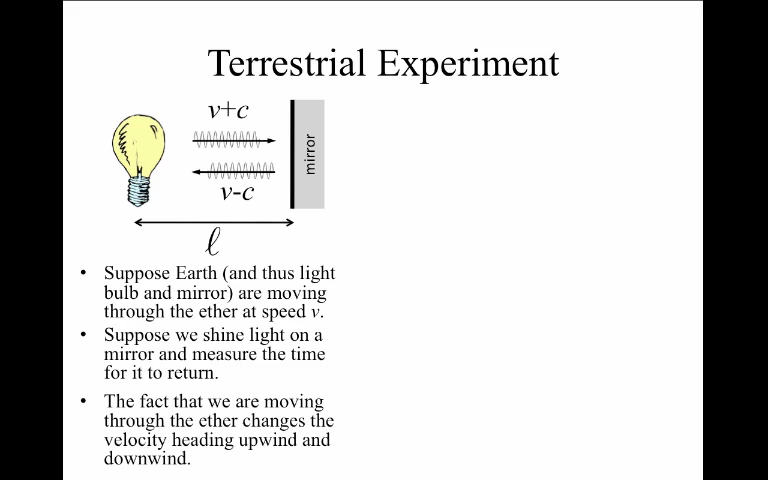 Terrestrial Experiment
v+c
mirror
v-c
ℓ
• Suppose Earth (and thus light
bulb and mirror) are moving
through the ether at speed v.
• Suppose we shine light on a
mirror and measure the time
for it to return.
• The fact that we are moving
through the ether changes the
velocity heading upwind and
downwind.